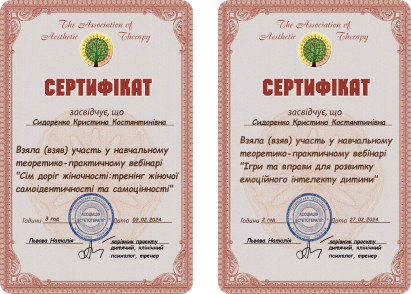 The Association of
Aesthetic Therapy
СЕРТИФІКАТ
засвідчує, що
Сидоренко Кристина Костянтинівна
Взяла (взяв) участь у навчальному
теоретико-практичному вебінарі
"Сім доріг жіночності:тренінг жіночої
самоідентичності та самоцінності"
Години 3 год
Дата 09.02.2024
Львова Наталія
керівник проекту
дитячий, клінічний
психолог, тренер
The Association of
Aesthetic Therapy
СЕРТИФІКАТ
засвідчує, що
Сидоренко Кристина Костянтинівна
Взяла (взяв) участь у навчальному
теоретико-практичному вебінарі
"Ігри та вправи для розвитку
емоційного інтелекту дитини"
Години 2 год
Дата 27.02.2024
Львова Наталія
керівник проекту
дитячий, клінічний
психолог, тренер